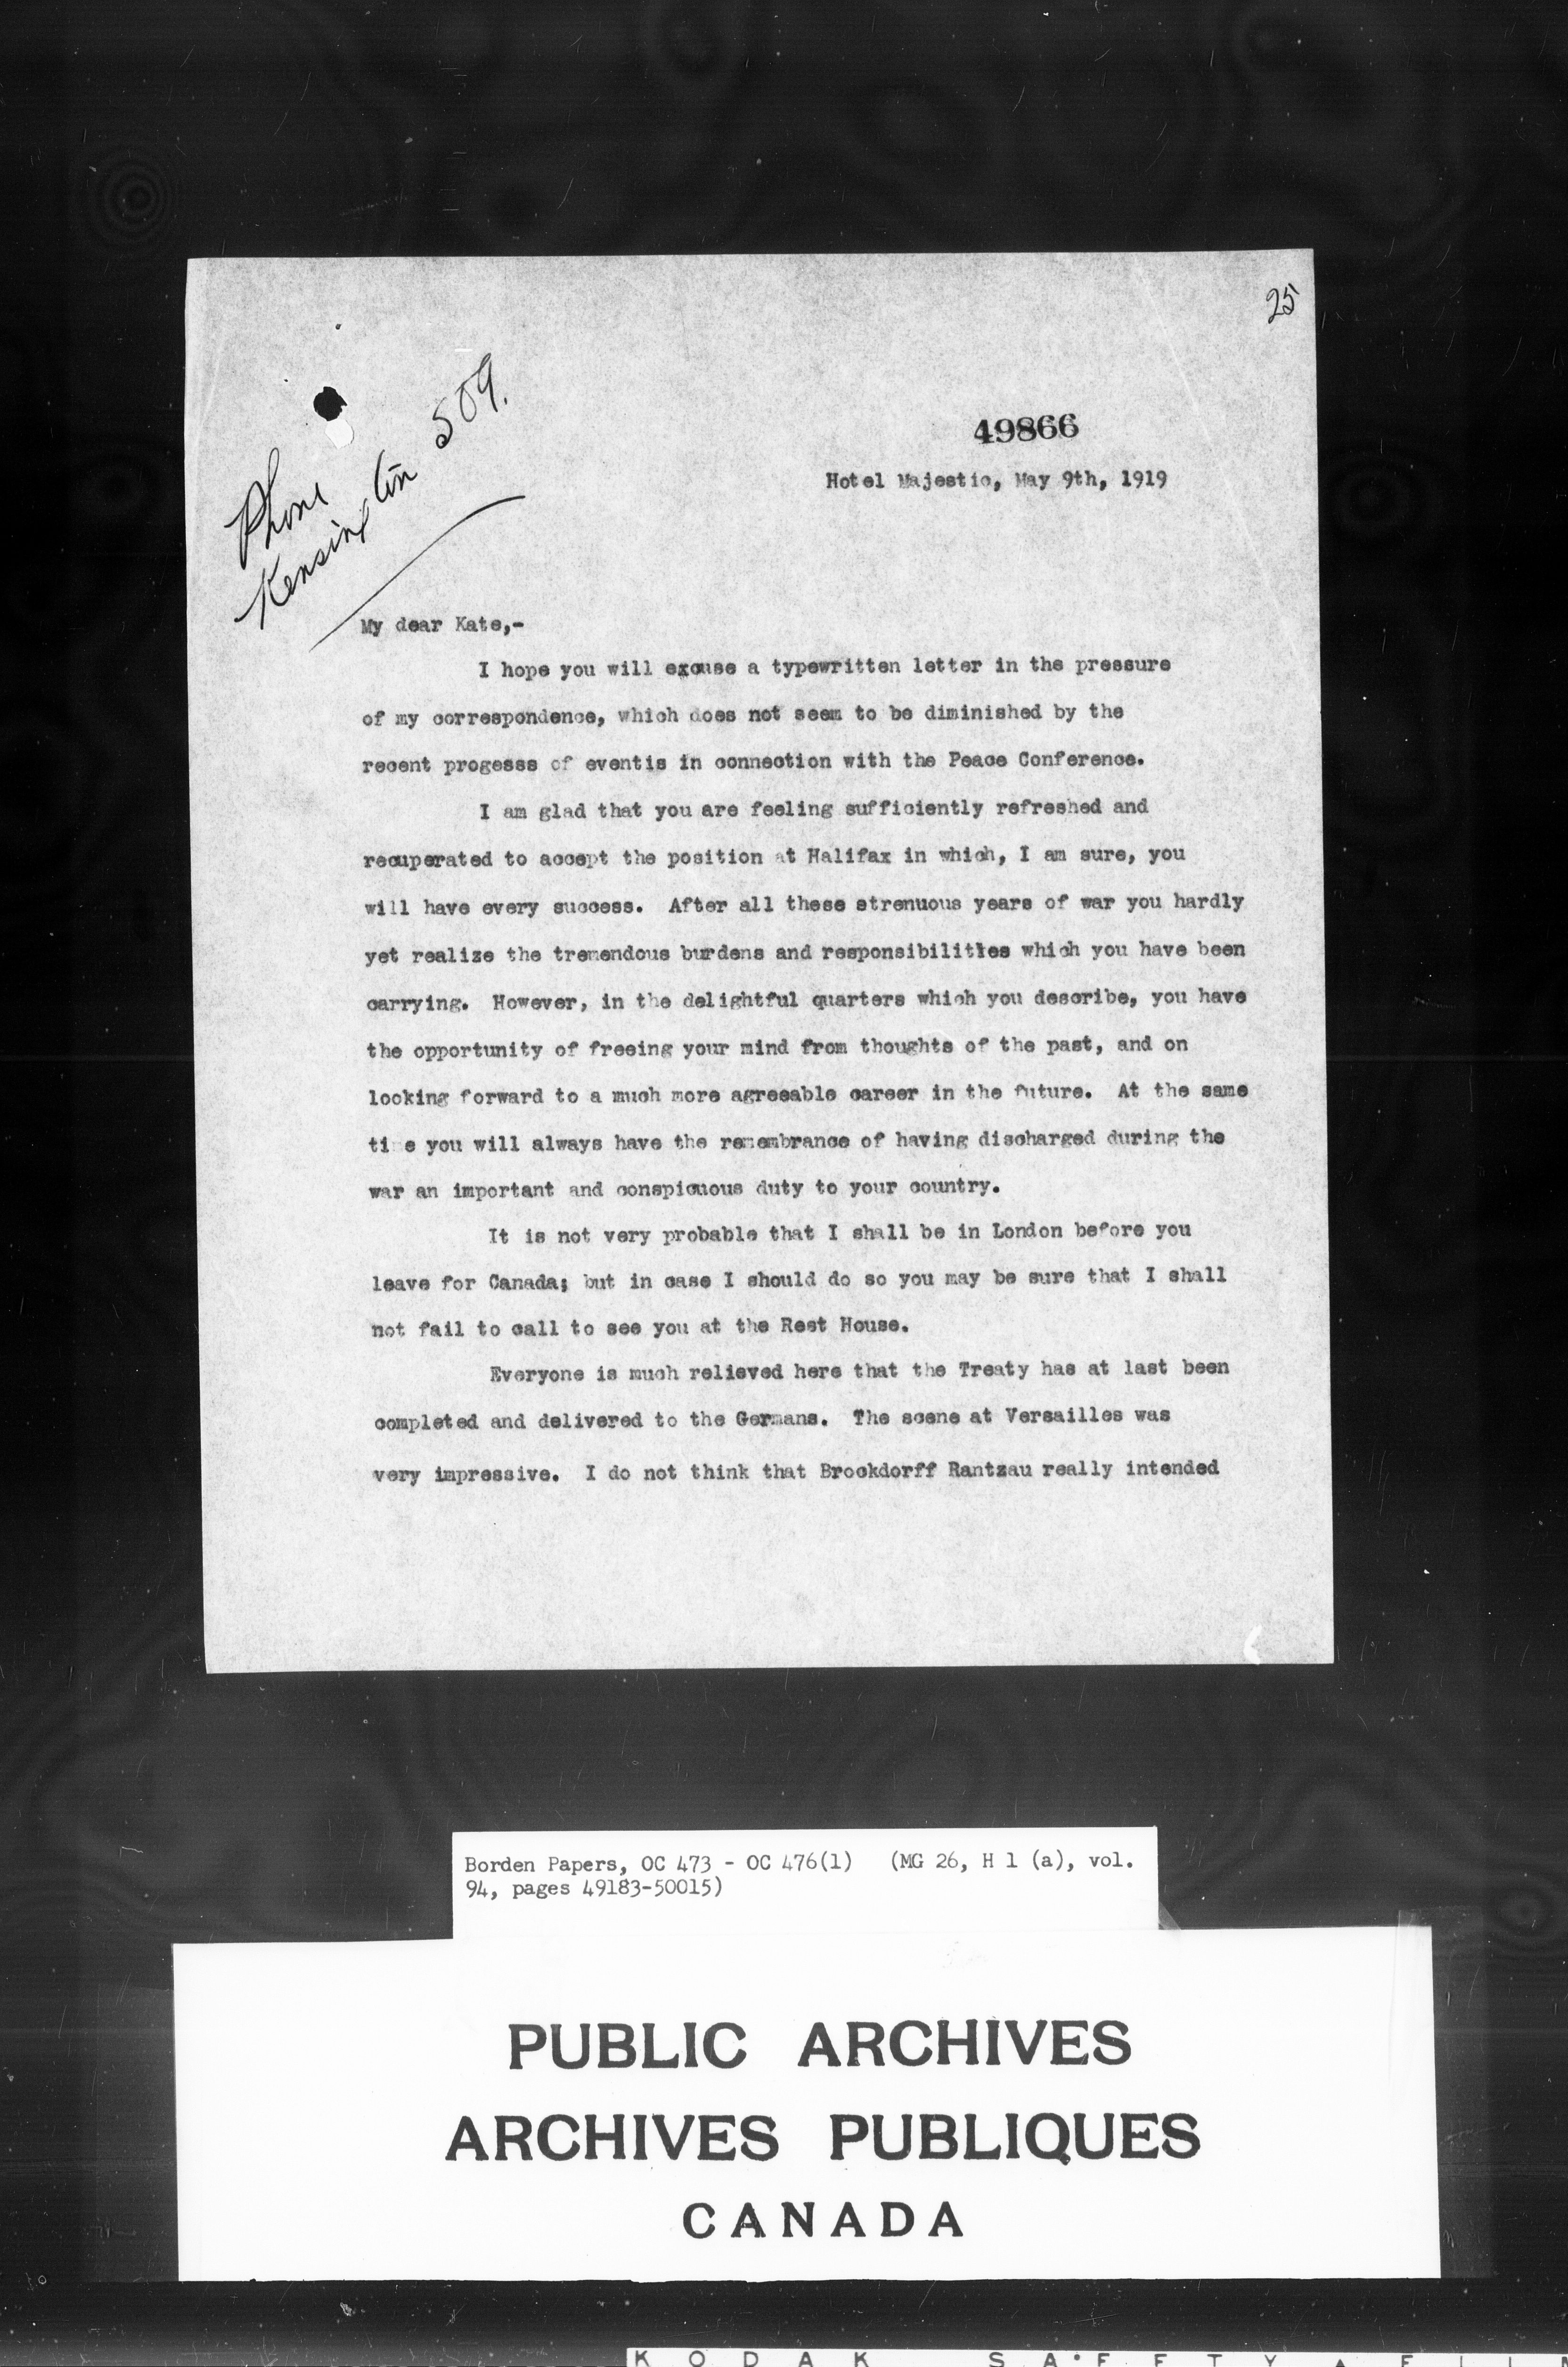 25
Phone
Kensington 509.
49866
Hotel Majestic, May 9th, 1919
My dear Kate,-
I hope you will excuse a typewritten letter in the pressure
of my correspondence, which does not seem to be diminished by the
recent progesss of eventis in connection with the Peace Conference.
I am glad that you are feeling sufficiently refreshed and
recuperated to accept the position at Halifax in which, I am sure, you
will have every success. After all these strenuous years of war you hardly
yet realize the tremendous burdens and responsibilities which you have been
carrying. However, in the delightful quarters which you describe, you have
the opportunity of freeing your mind from thoughts of the past, and on
looking forward to a much more agreeable career in the future. At the same
ti e you will always have the remembrance of having discharged during the
war an important and conspicuous duty to your country.
It is not very probable that I shall be in London before you
leave for Canada; but in case I should do so you may be sure that I shall
not fail to call to see you at the Rest House.
Everyone is much relieved here that the Treaty has at last been
completed and delivered to the Germans. The scene at Versailles was
very impressive. I do not think that Brockdorff Rantzau really intended
Borden Papers, OC 473 - OC 476(1) (MG 26, H 1 (a), vol.
94, pages 49183-50015)
PUBLIC ARCHIVES
ARCHIVES PUBLIQUES
CANADA
KODAK SAFETY FIL